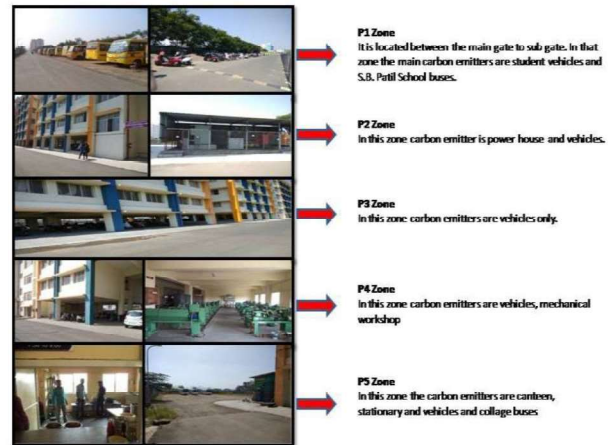 P1 Zone
It is located between the main gate to sub gate. In that
zone the main carbon emitters are student vehicles and
S.B. Patil School buses.
P2 Zone
In this zone carbon emitter is power house and vehicles.
P3 Zone
In this zone carbon emitters are vehicles only.
P4 Zone
In this zone carbon emitters are vehicles, mechanical
workshop
P5 Zone
In this zone the carbon emitters are canteen,
stationary and vehicles and collage buses